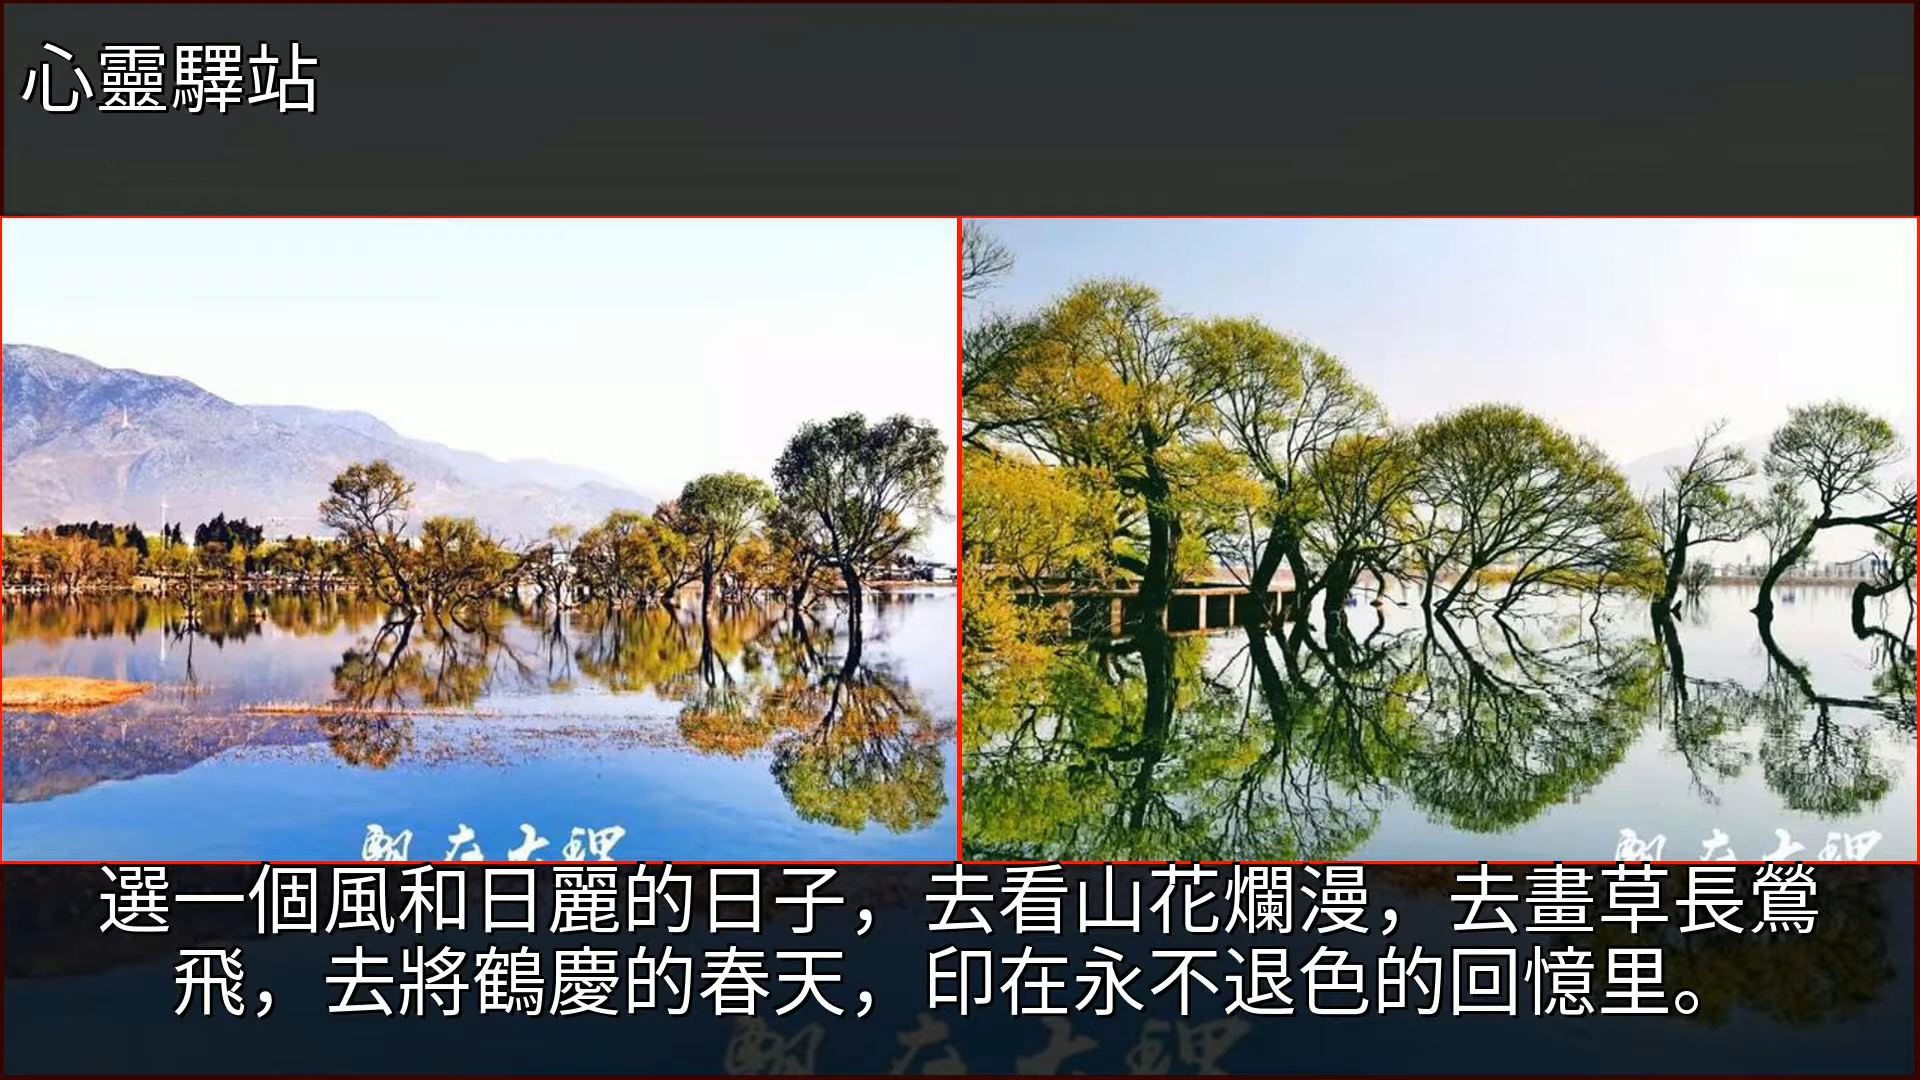 心靈驛站
選一個風和日麗的日子，去看山花爛漫，去畫草長鶯
飛，去將鶴慶的春天，印在永不退色的回憶里。